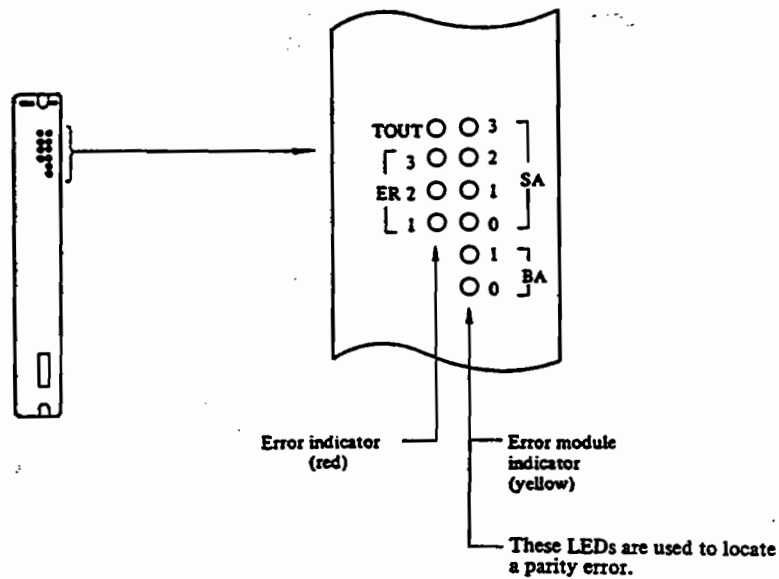 TOUT 3
3 2
ER 2 1 SA
1 0
1
BA
0
Error indicator
(red)
Error module
indicator
(yellow)
These LEDs are used to locate
a parity error.